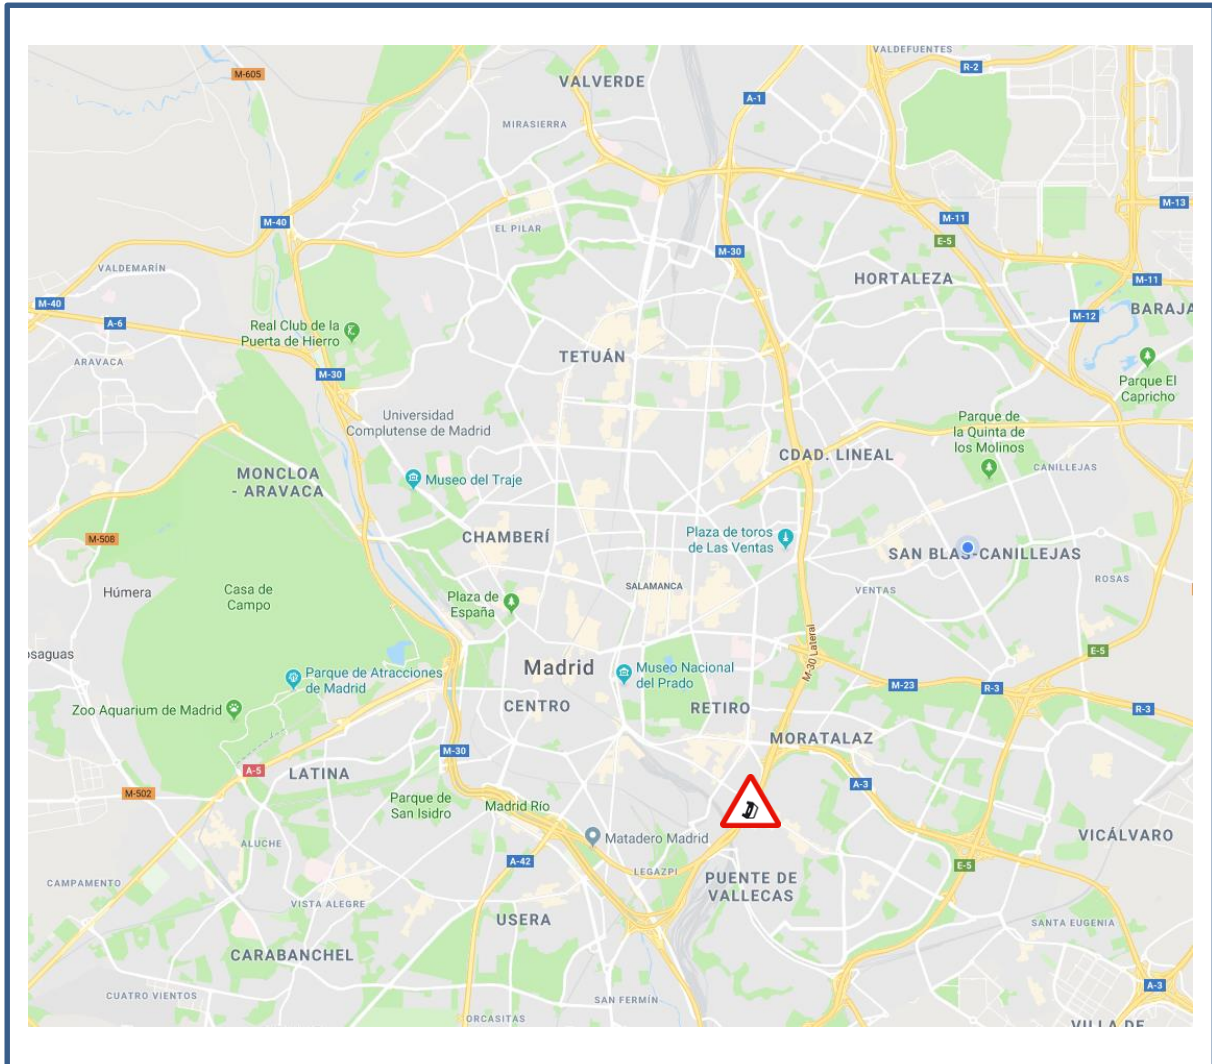 VALDEFUENTES
R-2
M-605
VALVERDE
A-1
MIRASIERRA
M-13
M-40
M-11
EL PILAR
E-5
M-30
VALDEMARÍN
HORTALEZA
M-11
M-40
BARAJA
M-12
A-6
Real Club de la
Puerta de Hierro
TETUÁN
ARAVACA
M-30
Parque El
Capricho
Universidad
Complutense de Madrid
Parque de
la Quinta de
los Molinos
CDAD. LINEAL
CANILLEJAS
MONCLOA
- ARAVACA
Museo del Traje
M-508
CHAMBERÍ
Plaza de toros
de Las Ventas
SAN BLAS-CANILLEJAS
ROSAS
Húmera
Casa de
Campo
SALAMANCA
VENTAS
Plaza de
España
M-30 Lateral
osaguas
E-5
Madrid
Museo Nacional
del Prado
Parque de Atracciones
de Madrid
M-23
R-3
Zoo Aquarium de Madrid
CENTRO
RETIRO
R-3
MORATALAZ
M-30
A-5
LATINA
A-3
M-502
Parque de
San Isidro
Madrid Río
Matadero Madrid
VICÁLVARO
ALUCHE
A-42
E-5
LEGAZPI
PUENTE DE
VALLECAS
CAMPAMENTO
VISTA ALEGRE
USERA
SANTA EUGENIA
CARABANCHEL
A-3
CUATRO VIENTOS
SAN FERMÍN
ORCASITAS
VILLA DE